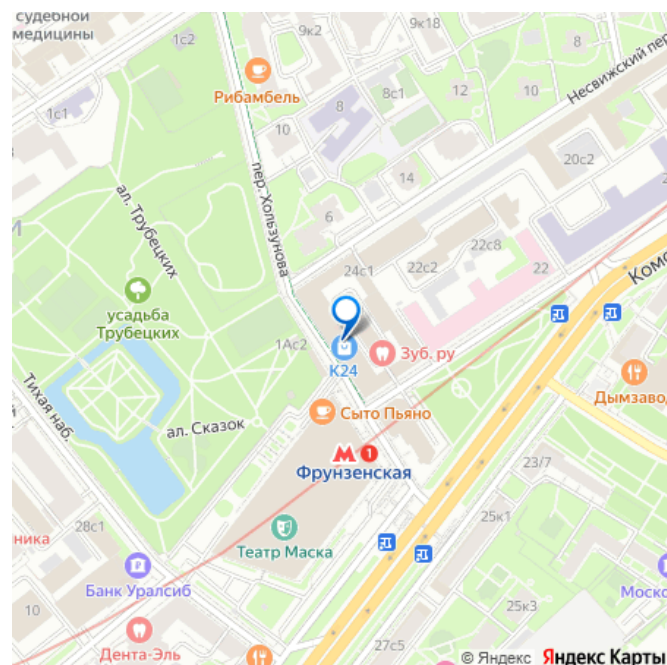 судебной
медицины
1с2
9к2
9к18
8
Рибамбель
8
8с1
12
10
Несвижский пер
1с1
10
пер. Хользунова
14
20с2
6
ал. Трубецких
24с1
22с2
22с8
22
Комс
усадьба
Трубецких
1Ас2
К24
Зуб. ру
Дымзавод
Тихая наб.
ал. Сказок
Сыто Пьяно
М 1
Фрунзенская
23/7
28с1
25к1
ника
Театр Маска
Банк Уралсиб
Моско
10
25к3
Дента-Эль
27с5
© Яндекс Яндекс Карты